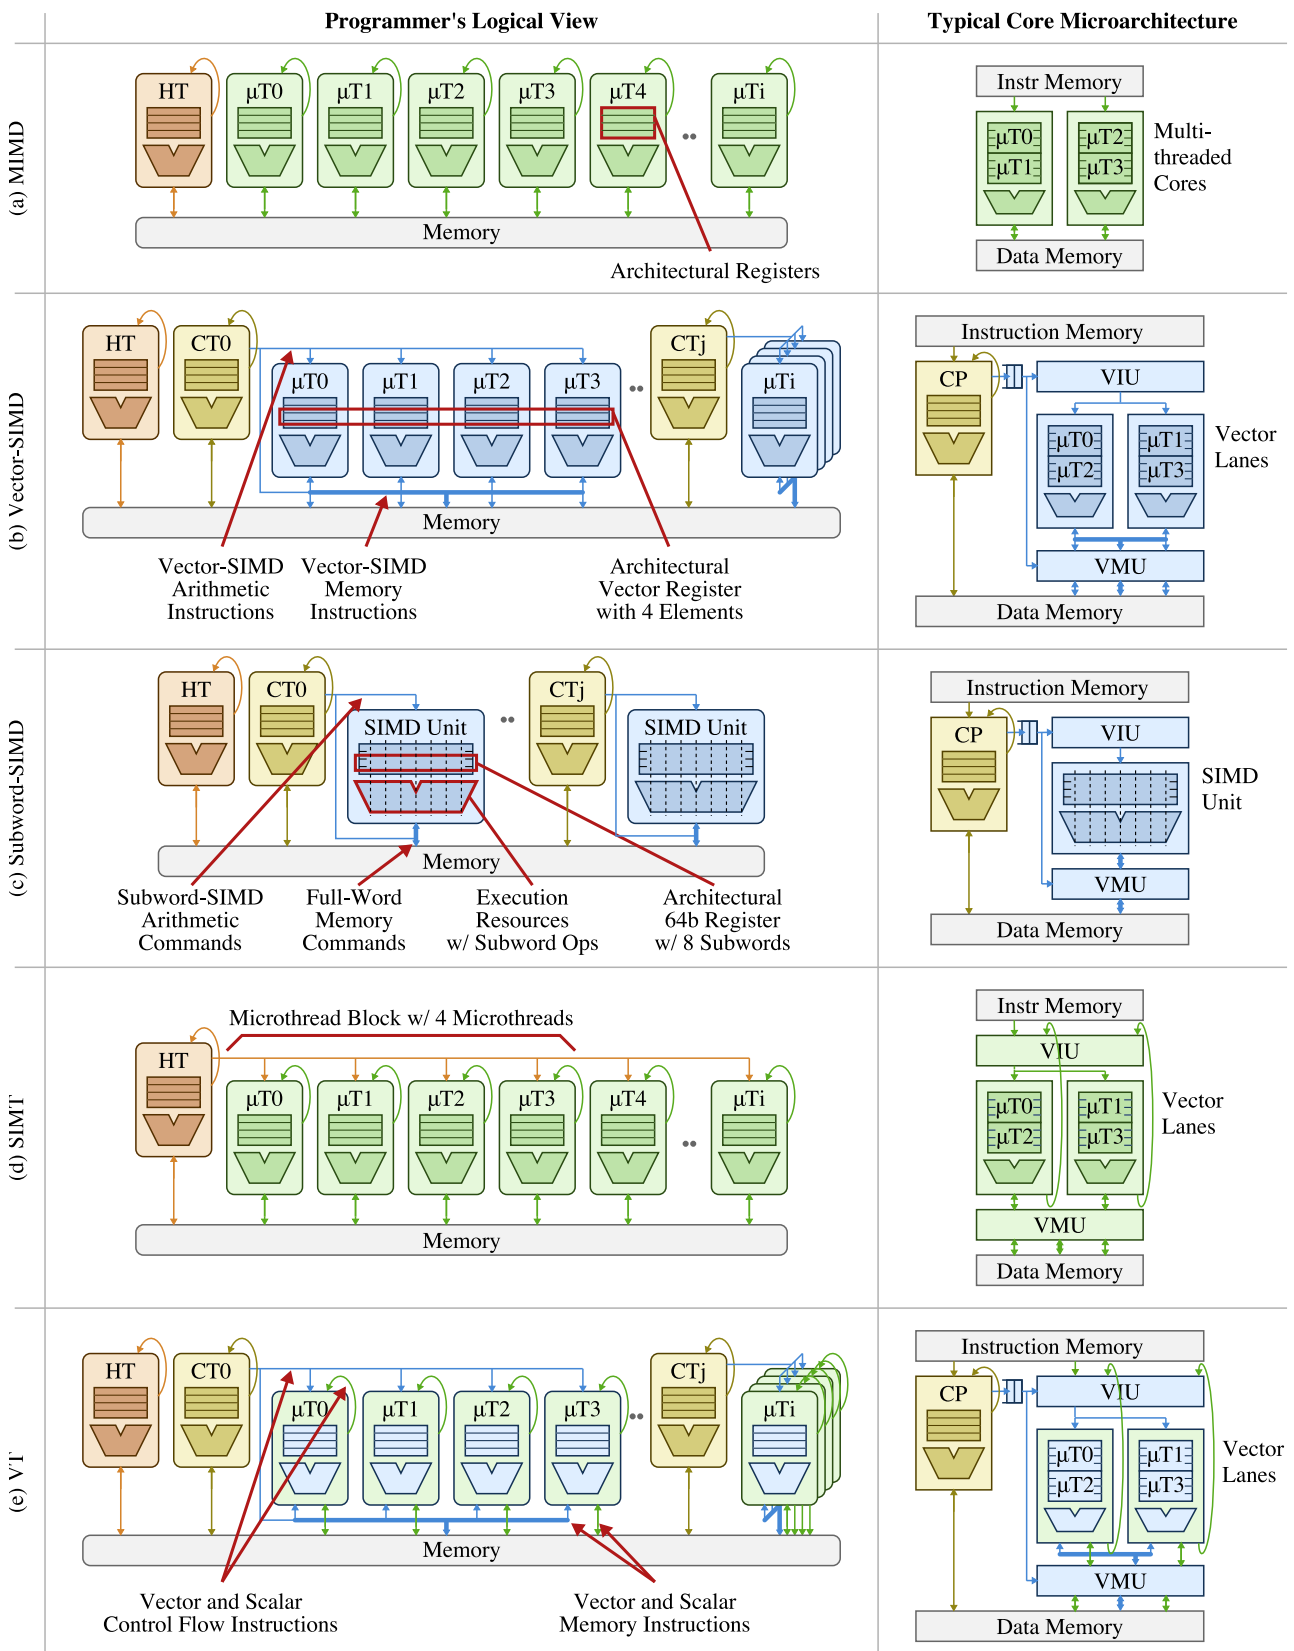 Programmer's Logical View
Typical Core Microarchitecture
(a) MIMD
HT
μT0
μT1
μT2
μT3
μT4
μTi
Memory
Architectural Registers
Instr Memory
μT0
μT1
μT2
μT3
Multi-
threaded
Cores
Data Memory
(b) Vector-SIMD
HT
CT0
μT0
μT1
μT2
μT3
CTj
μTi
Memory
Vector-SIMD
Arithmetic
Instructions
Vector-SIMD
Memory
Instructions
Architectural
Vector Register
with 4 Elements
Instruction Memory
CP
VIU
μT0
μT2
μT1
μT3
Vector
Lanes
VMU
Data Memory
(c) Subword-SIMD
HT
CT0
SIMD Unit
CTj
SIMD Unit
Memory
Subword-SIMD
Arithmetic
Commands
Full-Word
Memory
Commands
Execution
Resources
w/ Subword Ops
Architectural
64b Register
w/ 8 Subwords
Instruction Memory
CP
VIU
SIMD
Unit
VMU
Data Memory
(d) SIMT
Microthread Block w/ 4 Microthreads
HT
μT0
μT1
μT2
μT3
μT4
μTi
Memory
Instr Memory
VIU
μT0
μT2
μT1
μT3
Vector
Lanes
VMU
Data Memory
(e) VT
HT
CT0
μT0
μT1
μT2
μT3
CTj
μTi
Memory
Vector and Scalar
Control Flow Instructions
Vector and Scalar
Memory Instructions
Instruction Memory
CP
VIU
μT0
μT2
μT1
μT3
Vector
Lanes
VMU
Data Memory